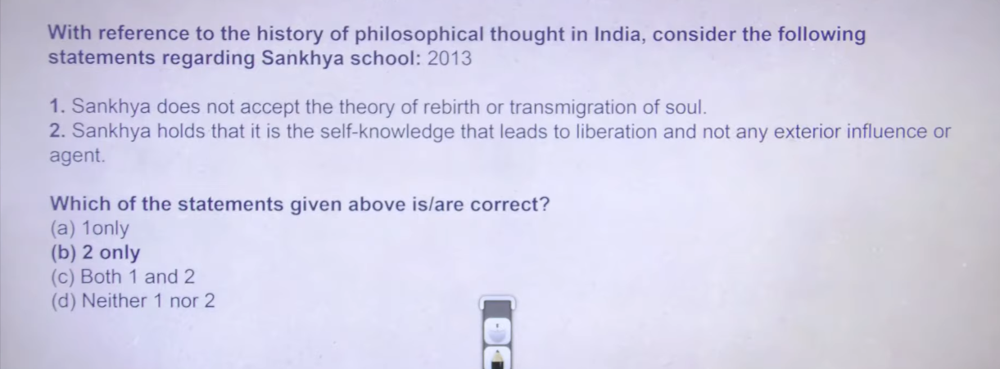 With reference to the history of philosophical thought in India, consider the following
statements regarding Sankhya school: 2013
1. Sankhya does not accept the theory of rebirth or transmigration of soul.
2. Sankhya holds that it is the self-knowledge that leads to liberation and not any exterior influence or
agent.
Which of the statements given above is/are correct?
(a) 1only
(b) 2 only
(c) Both 1 and 2
(d) Neither 1 nor 2